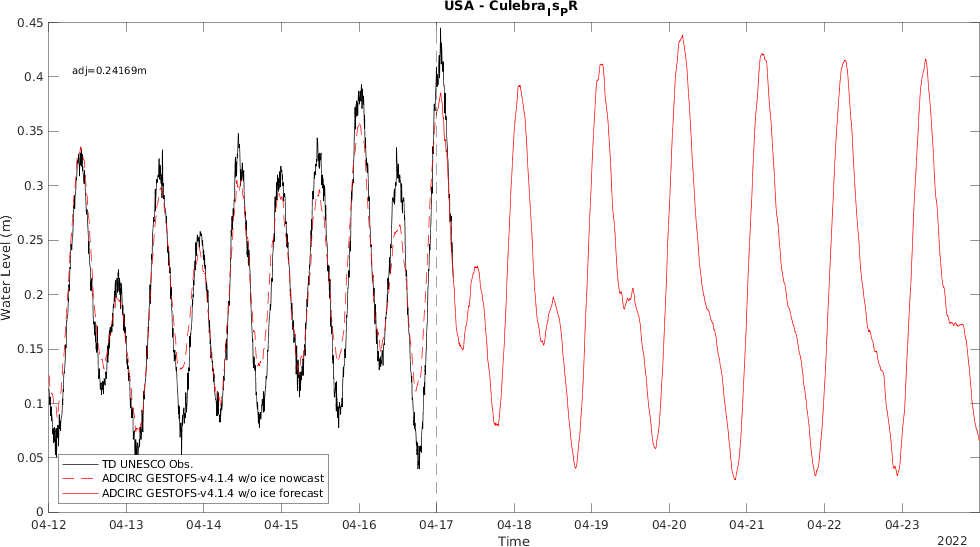 USA - Culebra_Is_PR
0.45
adj=0.24169m
0.4
0.35
0.3
0.25
0.2
0.15
0.1
0.05
0
Water Level (m)
TD UNESCO Obs.
ADCIRC GESTOFS-v4.1.4 w/o ice nowcast
ADCIRC GESTOFS-v4.1.4 w/o ice forecast
04-12 04-13 04-14 04-15 04-16 04-17 04-18 04-19 04-20 04-21 04-22 04-23
Time
2022